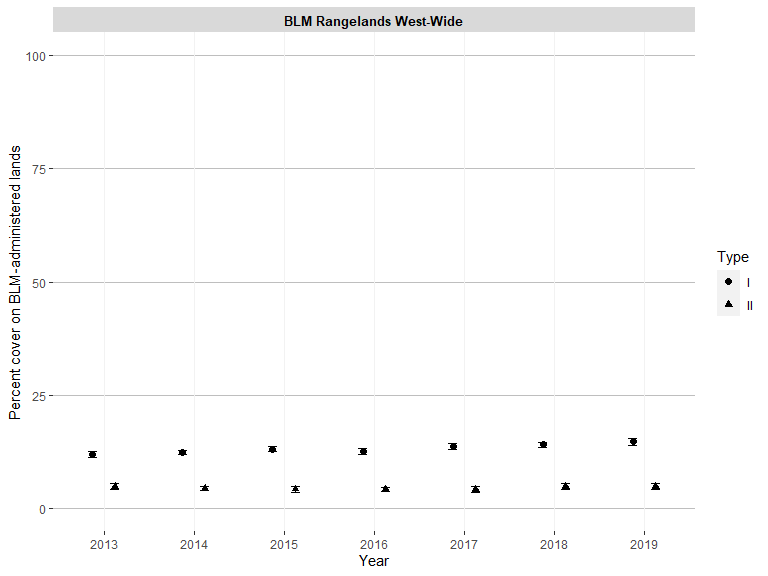 BLM Rangelands West-Wide
Percent cover on BLM-administered lands
100
75
50
25
0
2013 2014 2015 2016 2017 2018 2019
Year
Type
I
II